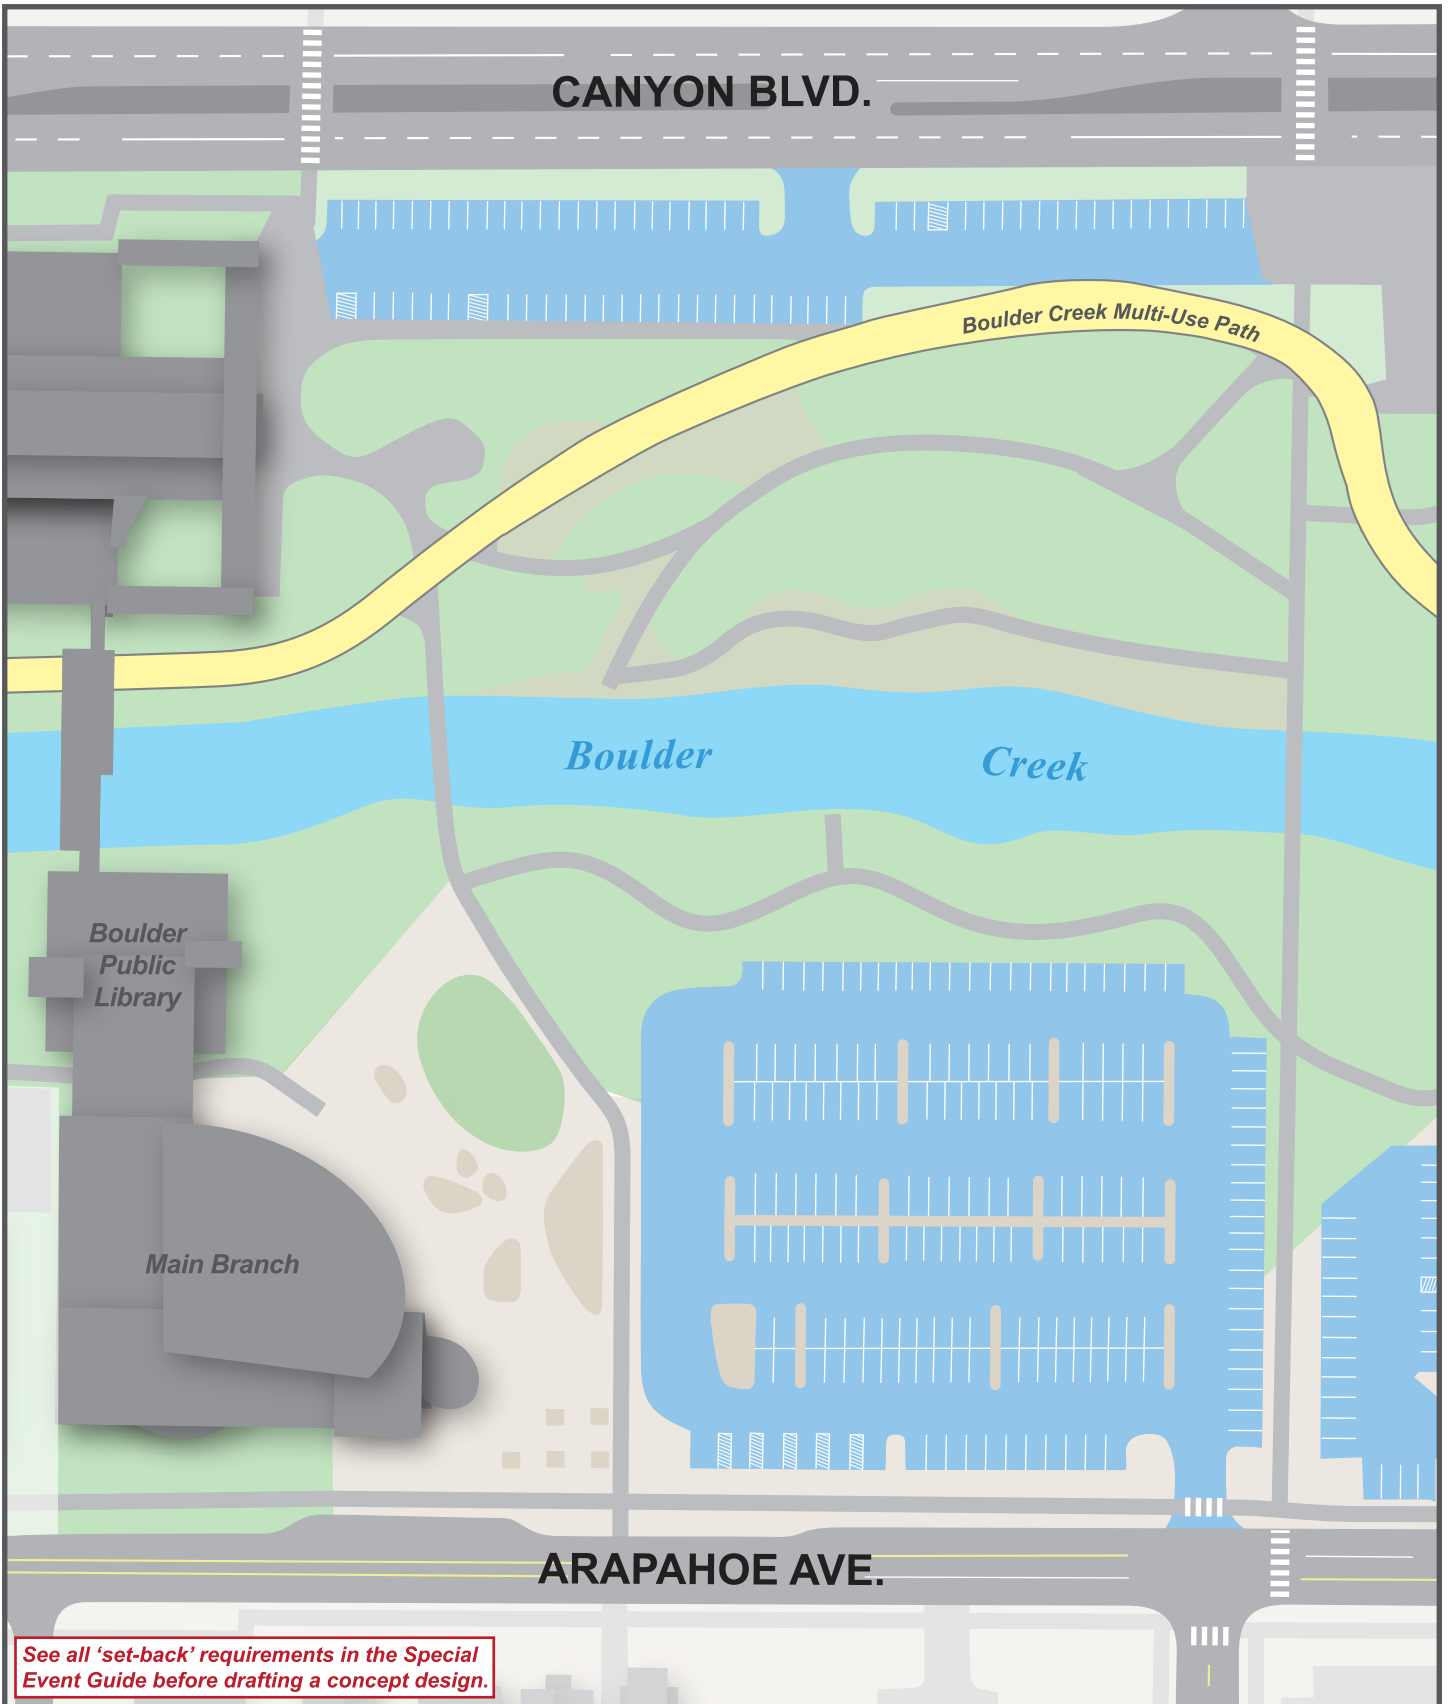 CANYON BLVD.
Boulder Creek Multi-Use Path
Boulder Creek
Boulder
Public
Library
Main Branch
ARAPAHOE AVE.
See all ‘set-back’ requirements in the Special
Event Guide before drafting a concept design.